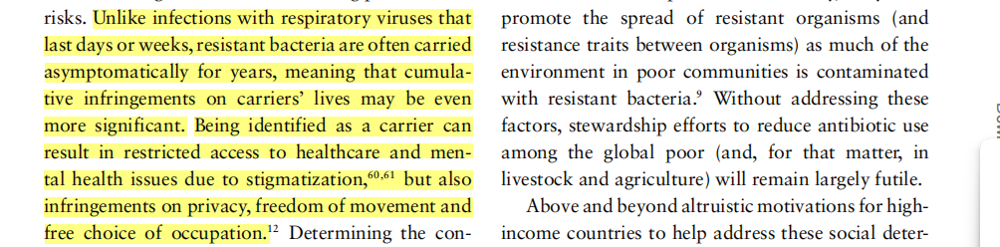 risks. Unlike infections with respiratory viruses that
last days or weeks, resistant bacteria are often carried
asymptomatically for years, meaning that cumula-
tive infringements on carriers’ lives may be even
more significant. Being identified as a carrier can
result in restricted access to healthcare and men-
tal health issues due to stigmatization,⁶⁰,⁶¹ but also
infringements on privacy, freedom of movement and
free choice of occupation.¹² Determining the con-
promote the spread of resistant organisms (and
resistance traits between organisms) as much of the
environment in poor communities is contaminated
with resistant bacteria.⁹ Without addressing these
factors, stewardship efforts to reduce antibiotic use
among the global poor (and, for that matter, in
livestock and agriculture) will remain largely futile.
Above and beyond altruistic motivations for high-
income countries to help address these social deter-